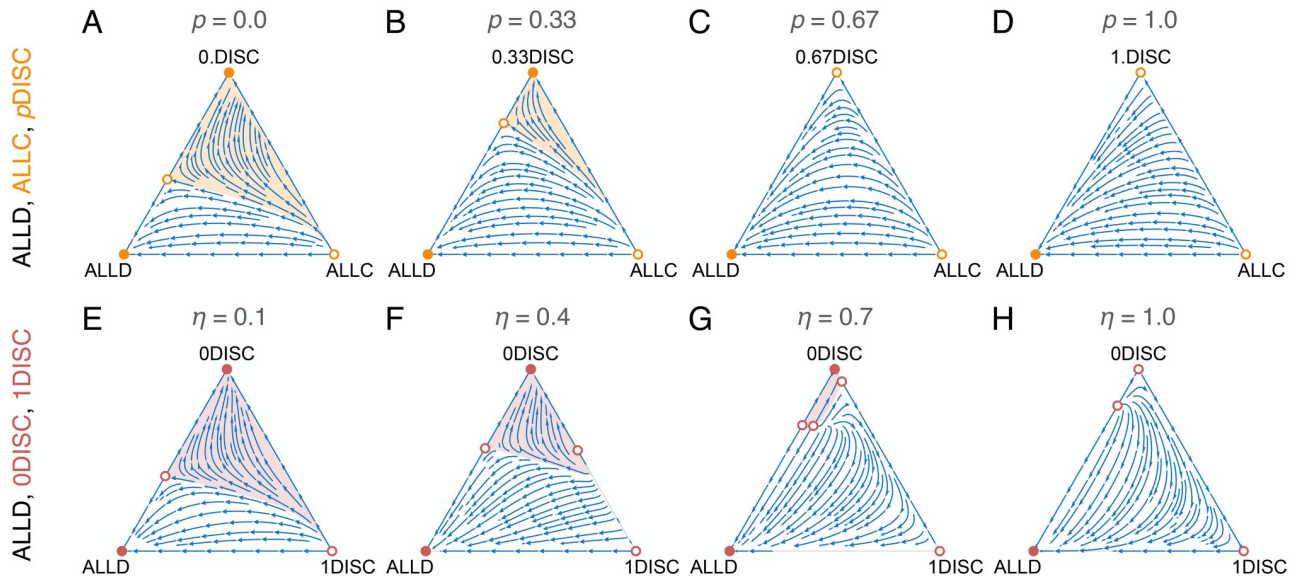 A
p = 0.0
B
p = 0.33
C
p = 0.67
D
p = 1.0
0.DISC
0.33DISC
0.67DISC
1.DISC
ALLD, ALLC, pDISC
ALLD
ALLC
ALLD
ALLC
ALLD
ALLC
ALLD
ALLC
E
η = 0.1
F
η = 0.4
G
η = 0.7
H
η = 1.0
0DISC
0DISC
0DISC
0DISC
ALLD, 0DISC, 1DISC
ALLD
1DISC
ALLD
1DISC
ALLD
1DISC
ALLD
1DISC